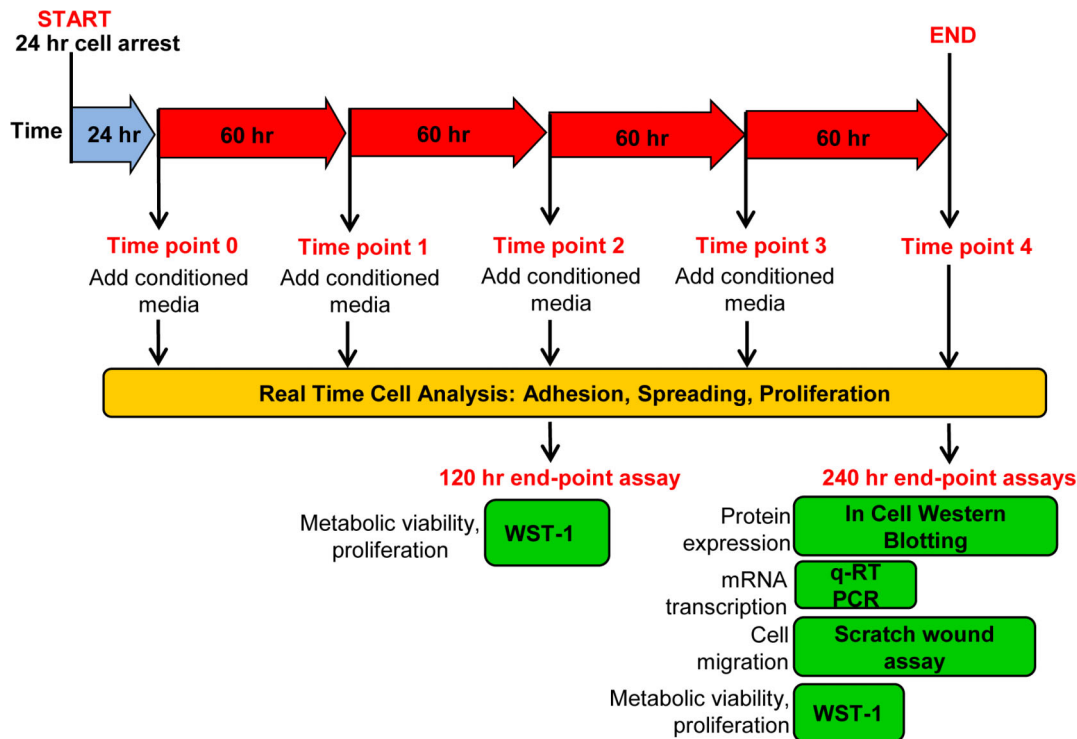 START
24 hr cell arrest
END
Time
24 hr
60 hr
60 hr
60 hr
60 hr
Time point 0
Add conditioned
media
Time point 1
Add conditioned
media
Time point 2
Add conditioned
media
Time point 3
Add conditioned
media
Time point 4
Real Time Cell Analysis: Adhesion, Spreading, Proliferation
120 hr end-point assay
Metabolic viability,
proliferation
WST-1
240 hr end-point assays
Protein
expression
In Cell Western
Blotting
mRNA
transcription
q-RT
PCR
Cell
migration
Scratch wound
assay
Metabolic viability,
proliferation
WST-1